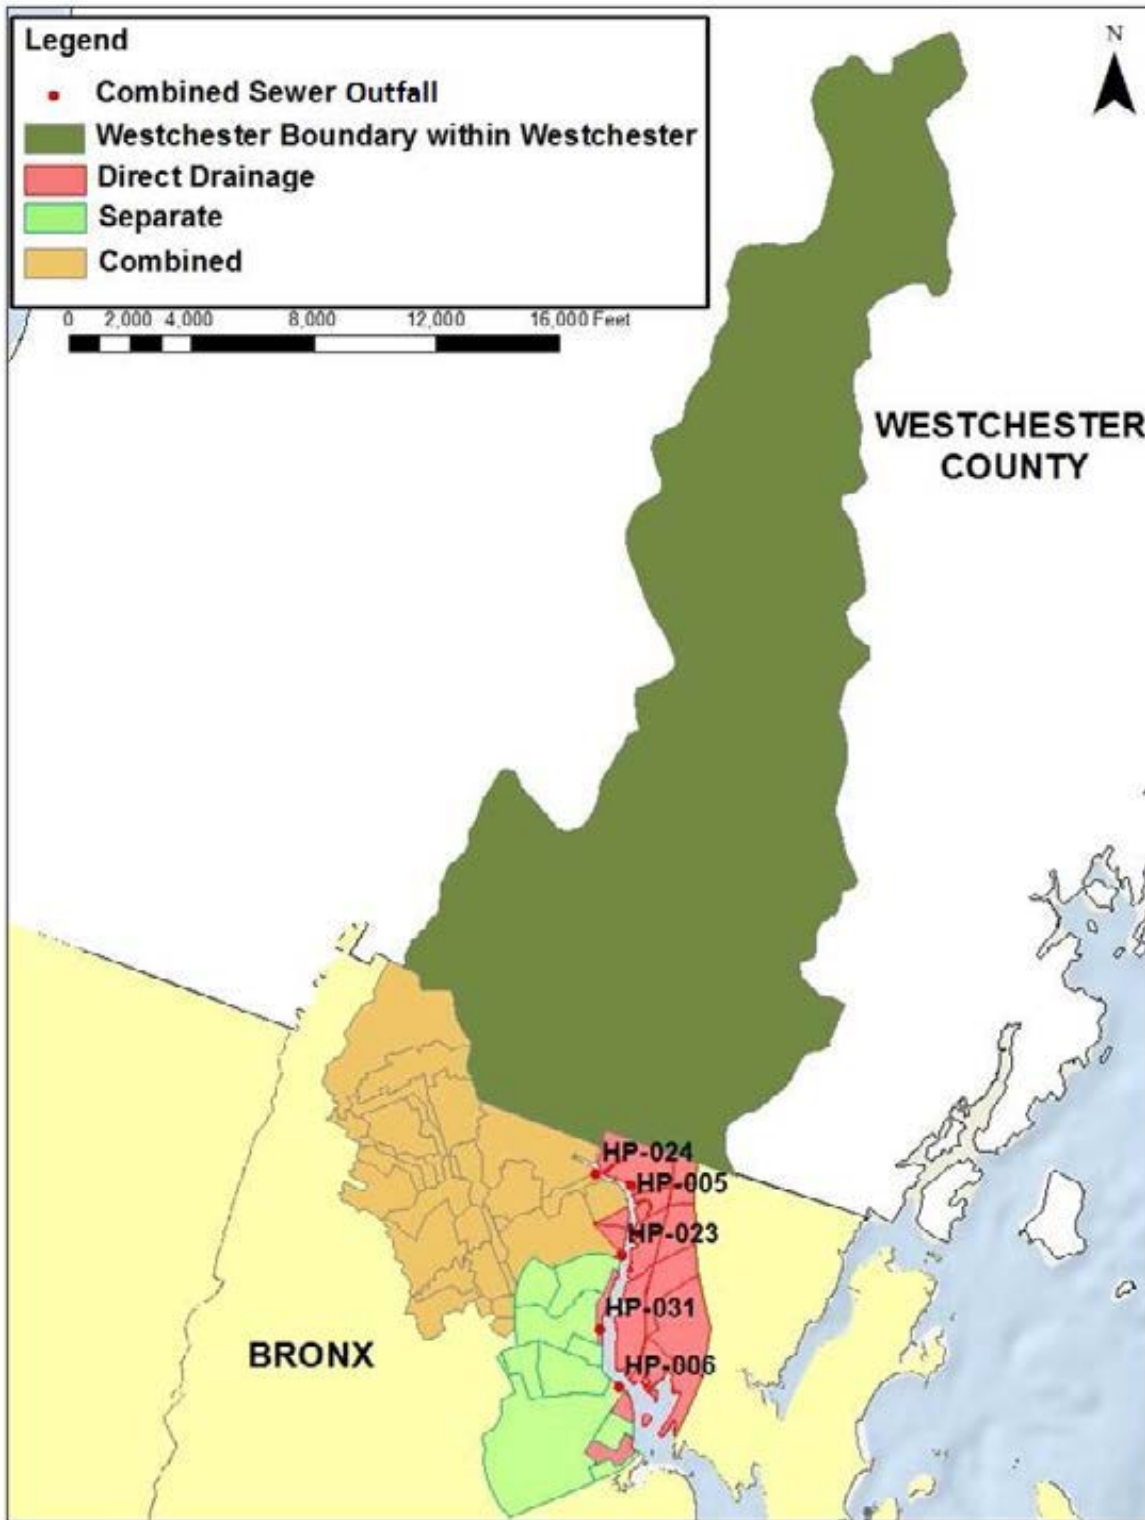 Legend
Combined Sewer Outfall
Westchester Boundary within Westchester
Direct Drainage
Separate
Combined
0 2,000 4,000 8,000 12,000 16,000 Feet
N
WESTCHESTER
COUNTY
HP-024
HP-005
HP-023
HP-031
BRONX
HP-006